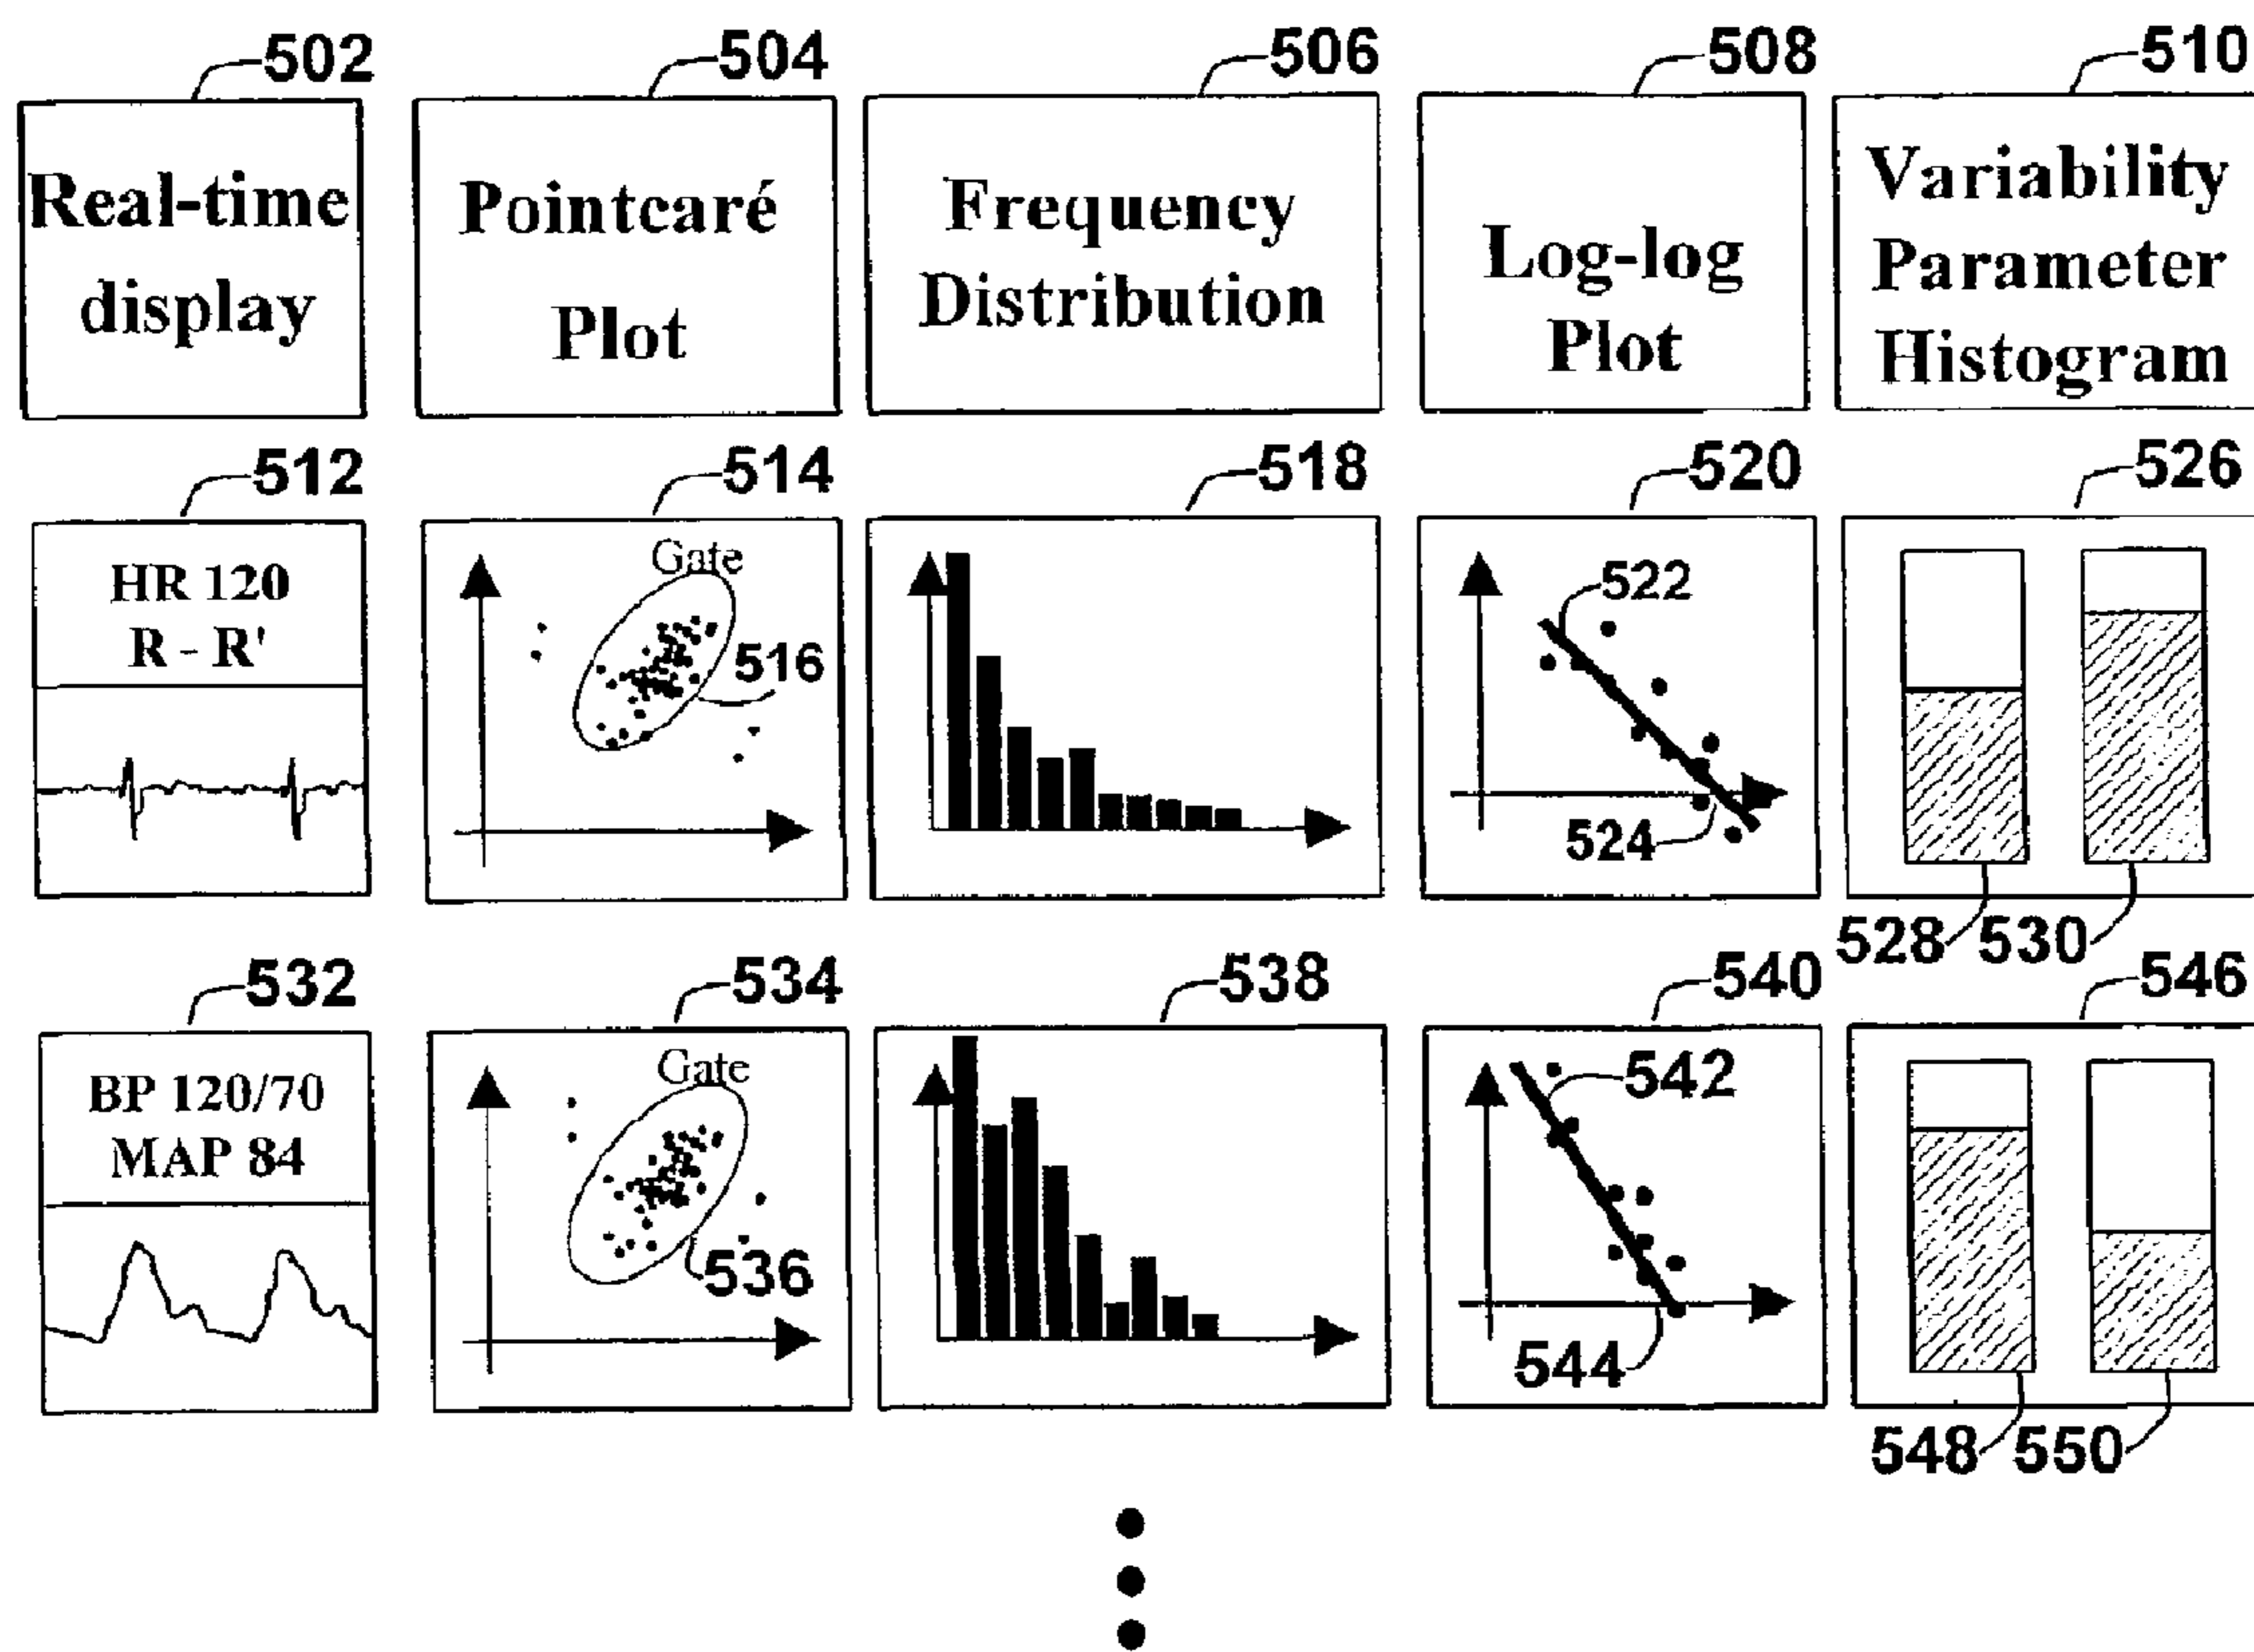 502
504
506
508
510
Real-time
display
Pointcaré
Plot
Frequency
Distribution
Log-log
Plot
Variability
Parameter
Histogram
512
514
518
520
526
HR 120
R - R'
Gate
516
522
524
528
530
532
534
538
540
546
BP 120/70
MAP 84
Gate
536
542
544
548
550